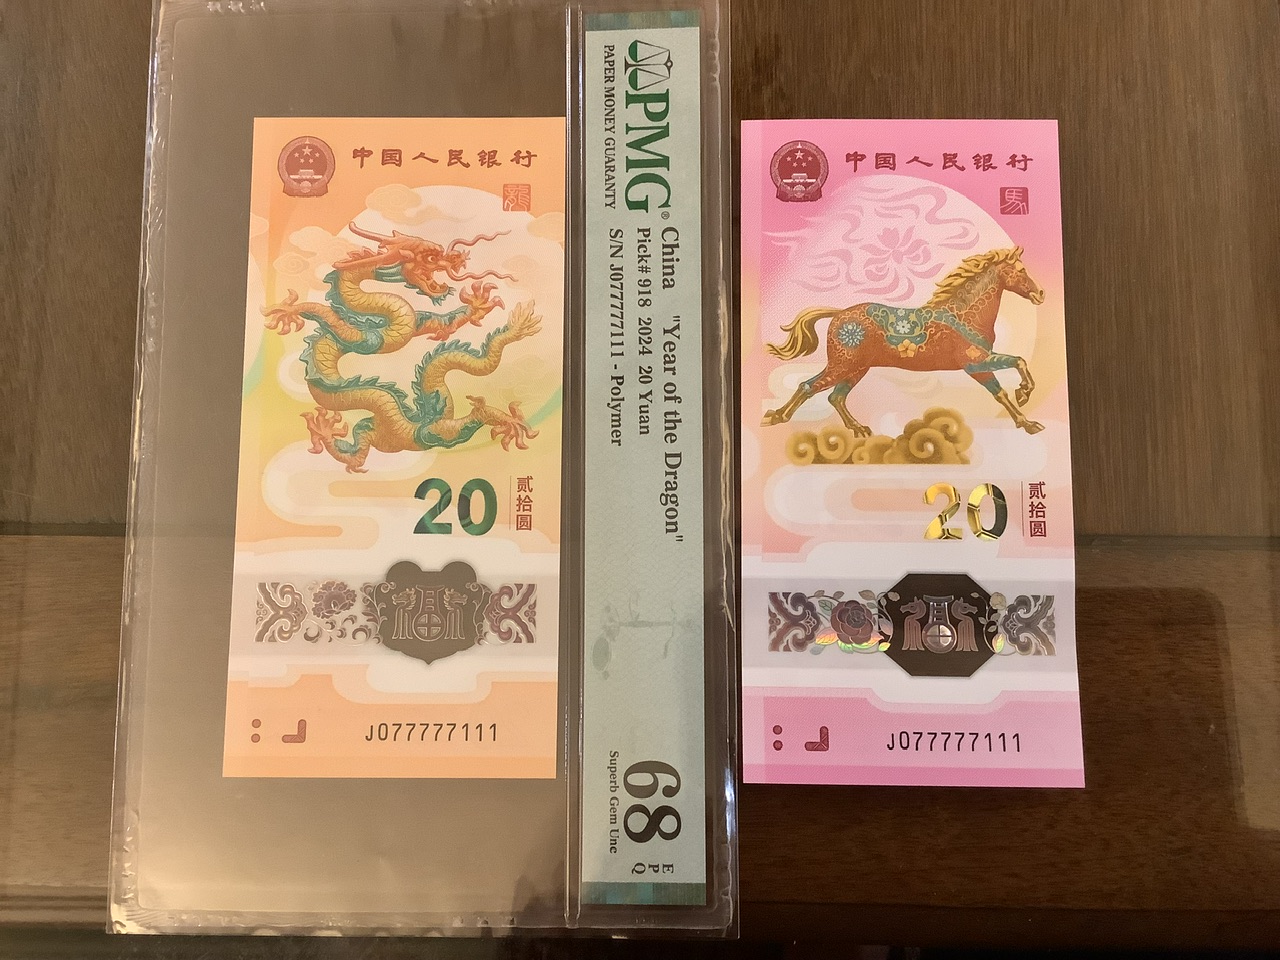 中国人民银行
龍
20
贰拾圆
福
J077777111
PMG®
PAPER MONEY GUARANTY
China "Year of the Dragon"
Pick# 918 2024 20 Yuan
S/N J077777111 - Polymer
68
EPQ
Superb Gem Unc
中国人民银行
馬
20
贰拾圆
J077777111